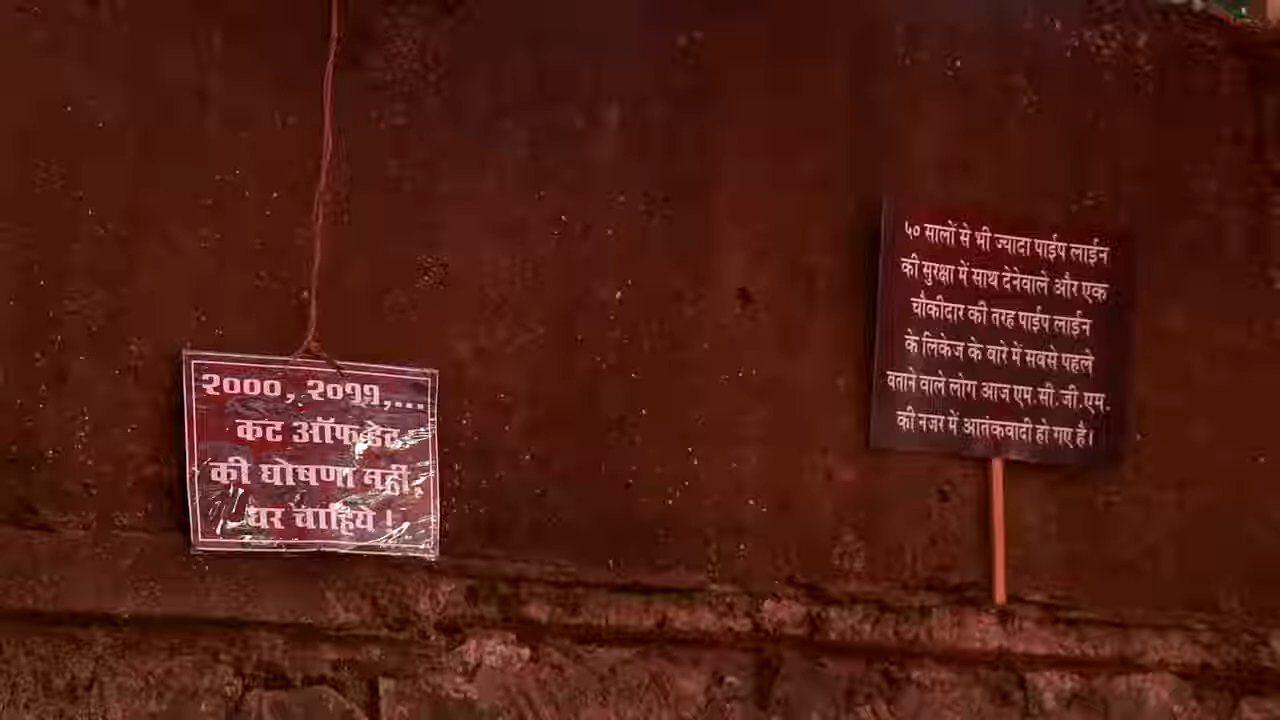 २०००, २०११,...
कट ऑफ डेट
की घोषणा नहीं,
घर चाहिये !
५० सालों से भी ज्यादा पाईप लाईन
की सुरक्षा में साथ देनेवाले और एक
चौकीदार की तरह पाईप लाईन
के लिकेज के बारे में सबसे पहले
बताने वाले लोग आज एम.सी.जी.एम.
की नजर में आतंकवादी हो गए है।